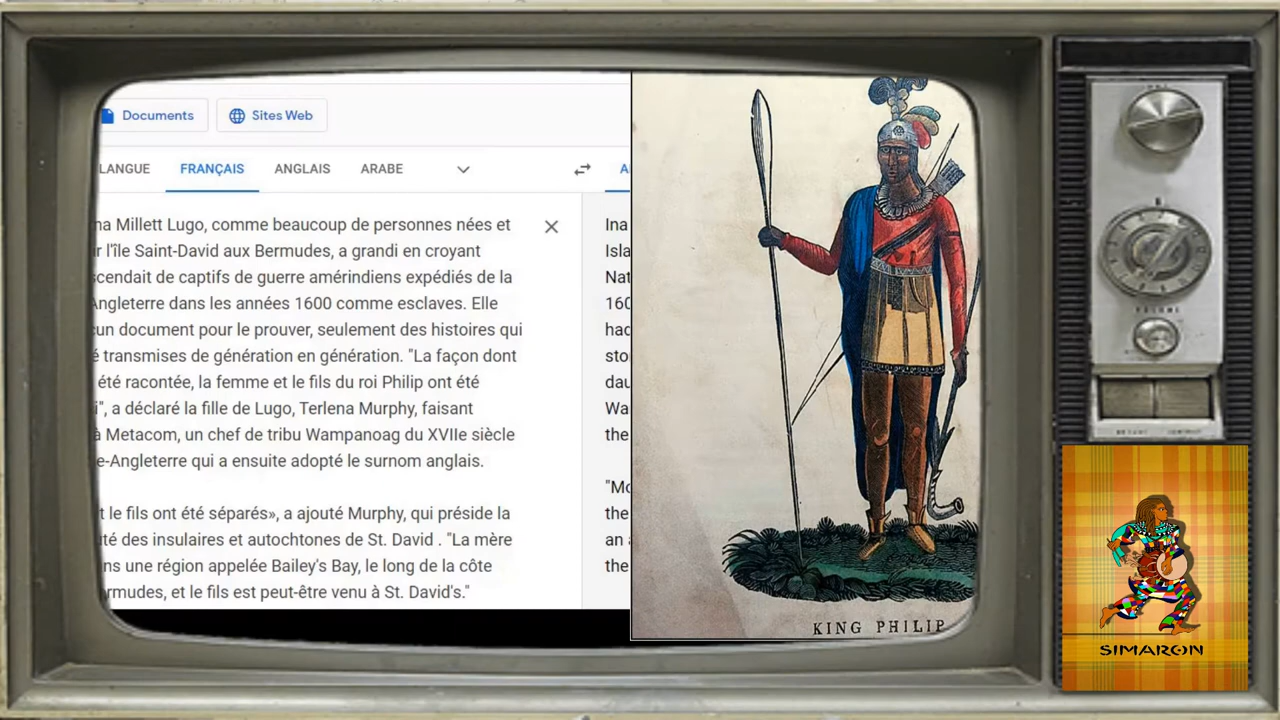 Documents
Sites Web
LANGUE
FRANÇAIS
ANGLAIS
ARABE
na Millett Lugo, comme beaucoup de personnes nées et
r l'île Saint-David aux Bermudes, a grandi en croyant
scendait de captifs de guerre amérindiens expédiés de la
Angleterre dans les années 1600 comme esclaves. Elle
cun document pour le prouver, seulement des histoires qui
é transmises de génération en génération. "La façon dont
été racontée, la femme et le fils du roi Philip ont été
i", a déclaré la fille de Lugo, Terlena Murphy, faisant
à Metacom, un chef de tribu Wampanoag du XVIIe siècle
e-Angleterre qui a ensuite adopté le surnom anglais.
t le fils ont été séparés», a ajouté Murphy, qui préside la
uté des insulaires et autochtones de St. David . "La mère
ns une région appelée Bailey's Bay, le long de la côte
rmudes, et le fils est peut-être venu à St. David's."
Ina
Isla
Nat
160
had
sto
dau
Wa
the
"Mo
the
an
the
KING PHILIP
VOLUME
SIMARON